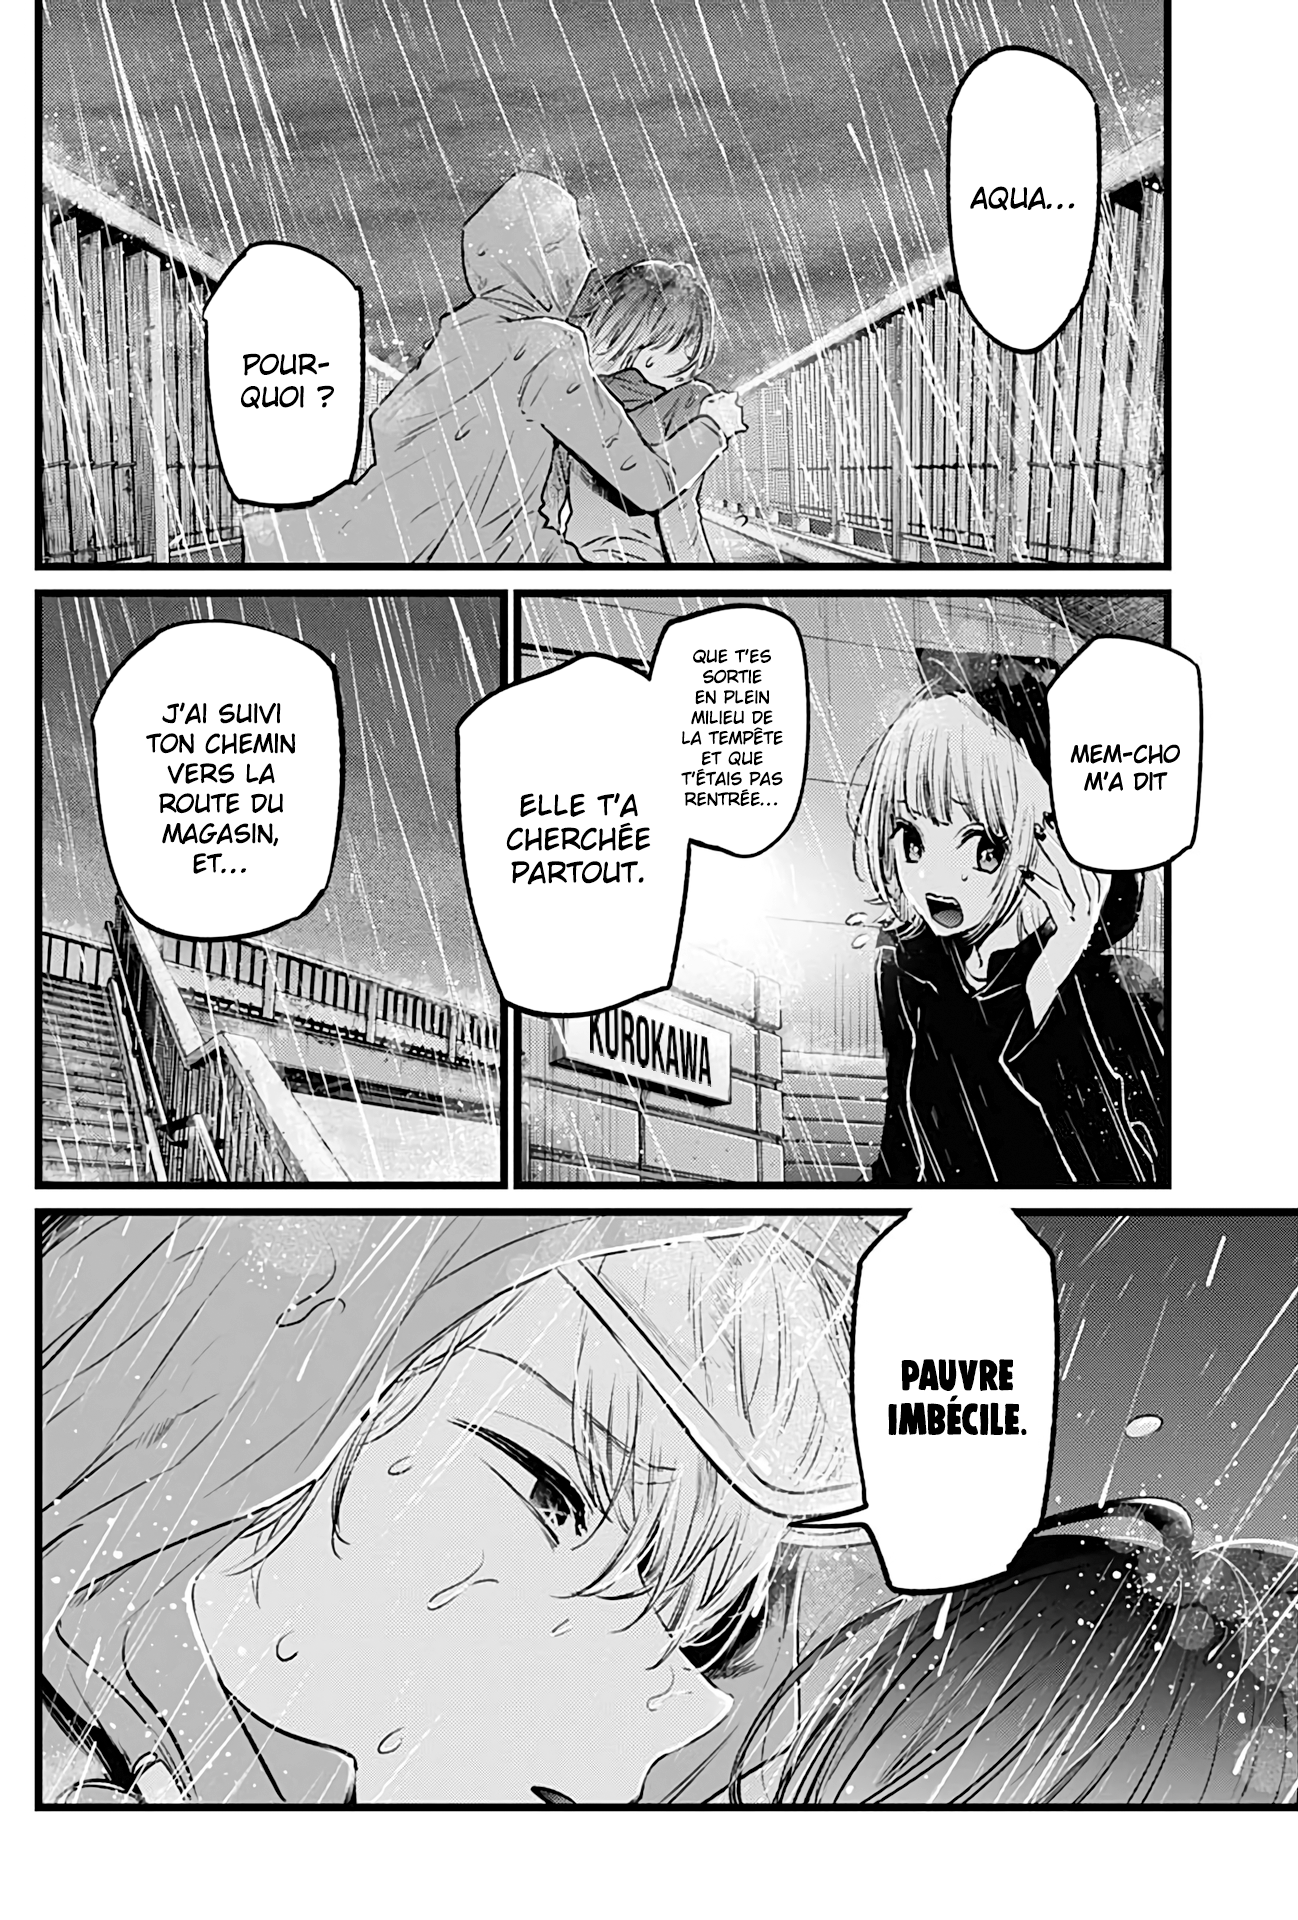 AQUA...
POUR-
QUOI ?
MEM-CHO
M'A DIT
QUE T'ES
SORTIE
EN PLEIN
MILIEU DE
LA TEMPÊTE
ET QUE
T'ÉTAIS PAS
RENTRÉE...
ELLE T'A
CHERCHÉE
PARTOUT.
KUROKAWA
J'AI SUIVI
TON CHEMIN
VERS LA
ROUTE DU
MAGASIN,
ET...
PAUVRE
IMBÉCILE.